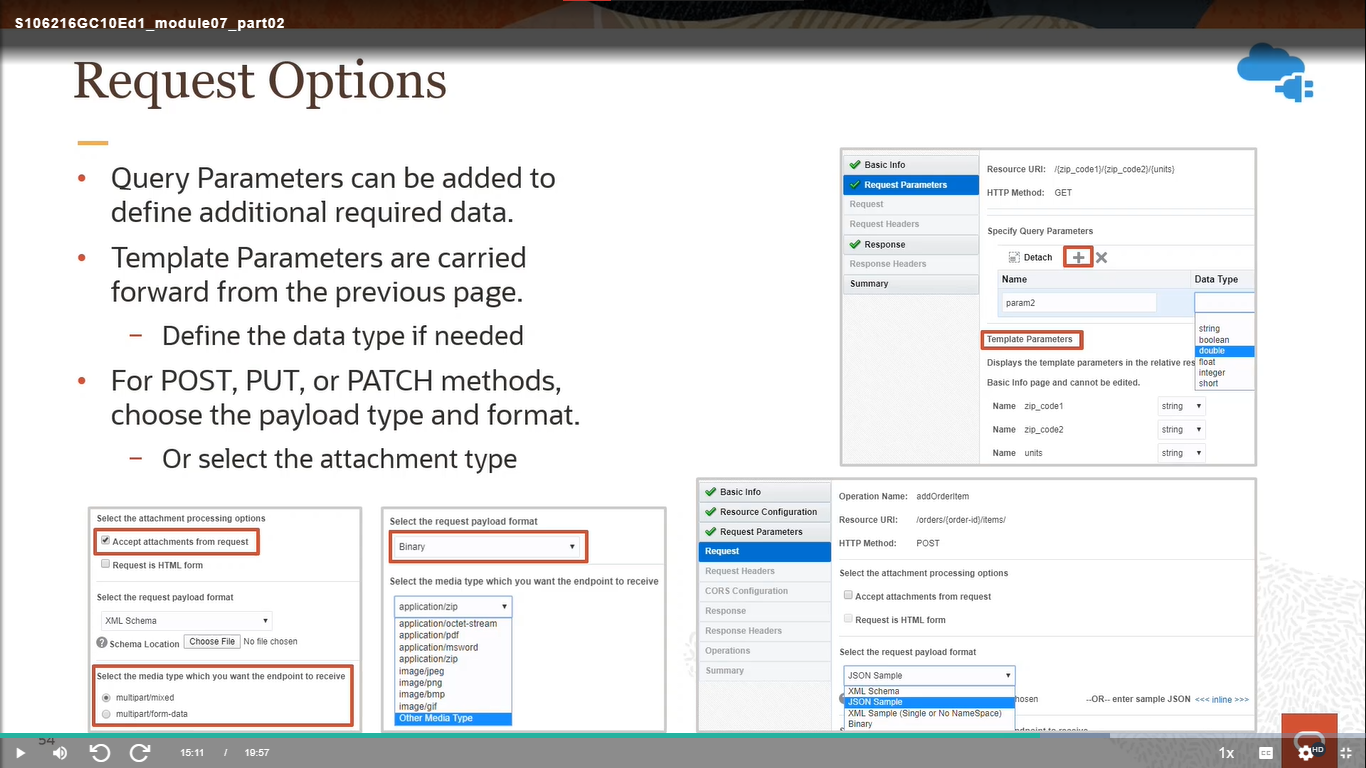 S106216GC10Ed1_module07_part02
Request Options
• Query Parameters can be added to
define additional required data.
• Template Parameters are carried
forward from the previous page.
– Define the data type if needed
• For POST, PUT, or PATCH methods,
choose the payload type and format.
– Or select the attachment type
Basic Info
Request Parameters
Request
Request Headers
Response
Response Headers
Summary
Resource URI: /{zip_code1}/{zip_code2}/{units}
HTTP Method: GET
Specify Query Parameters
Detach
Name Data Type
param2
string
boolean
double
float
integer
short
Template Parameters
Displays the template parameters in the relative res
Basic Info page and cannot be edited.
Name zip_code1 string
Name zip_code2 string
Name units string
Select the attachment processing options
Accept attachments from request
Request is HTML form
Select the request payload format
XML Schema
Schema Location Choose File No file chosen
Select the media type which you want the endpoint to receive
multipart/mixed
multipart/form-data
Select the request payload format
Binary
Select the media type which you want the endpoint to receive
application/zip
application/octet-stream
application/pdf
application/msword
application/zip
image/jpeg
image/png
image/bmp
image/gif
Other Media Type
Basic Info
Resource Configuration
Request Parameters
Request
Request Headers
CORS Configuration
Response
Response Headers
Operations
Summary
Operation Name: addOrderItem
Resource URI: /orders/{order-id}/items/
HTTP Method: POST
Select the attachment processing options
Accept attachments from request
Request is HTML form
Select the request payload format
JSON Sample
XML Schema
JSON Sample
XML Sample (Single or No NameSpace)
Binary
hosen --OR-- enter sample JSON <<< inline >>>
54
15:11 / 19:57
1x
HD